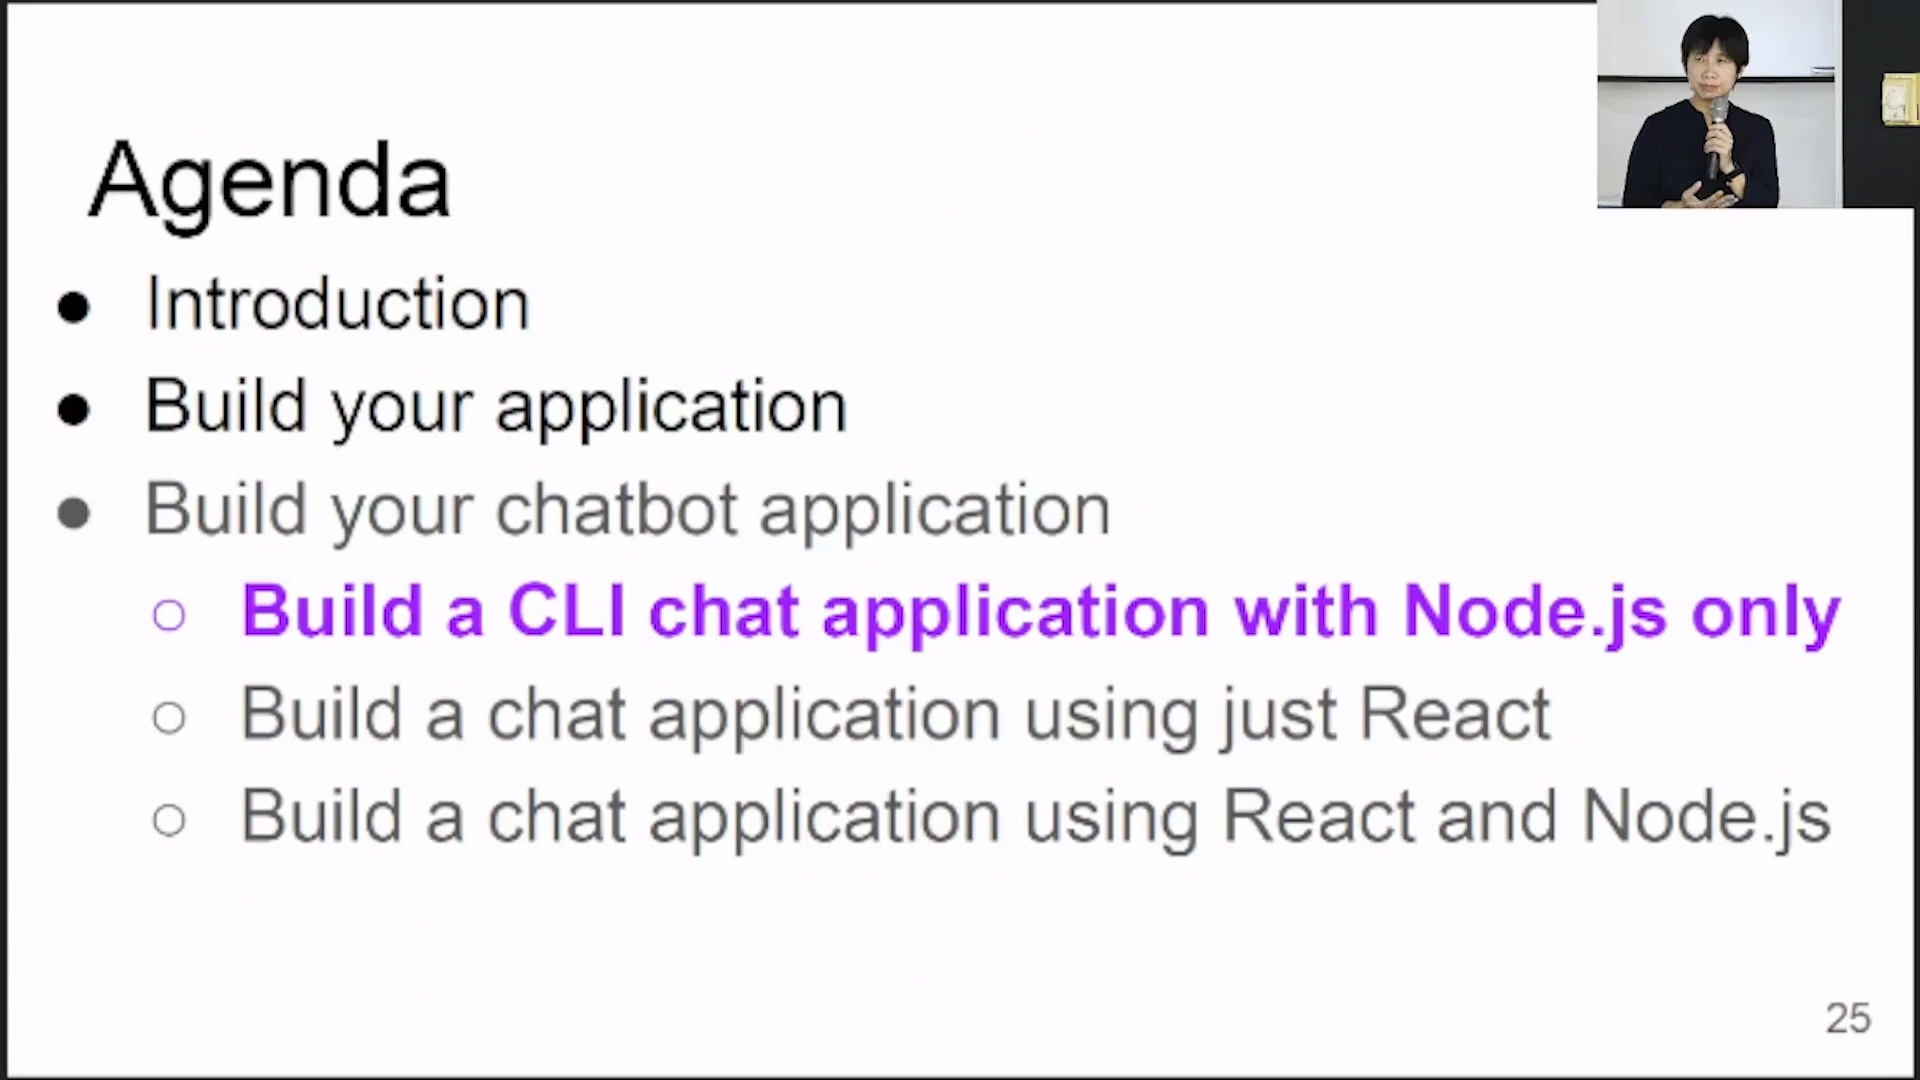 Agenda
● Introduction
● Build your application
● Build your chatbot application
○ Build a CLI chat application with Node.js only
○ Build a chat application using just React
○ Build a chat application using React and Node.js
25